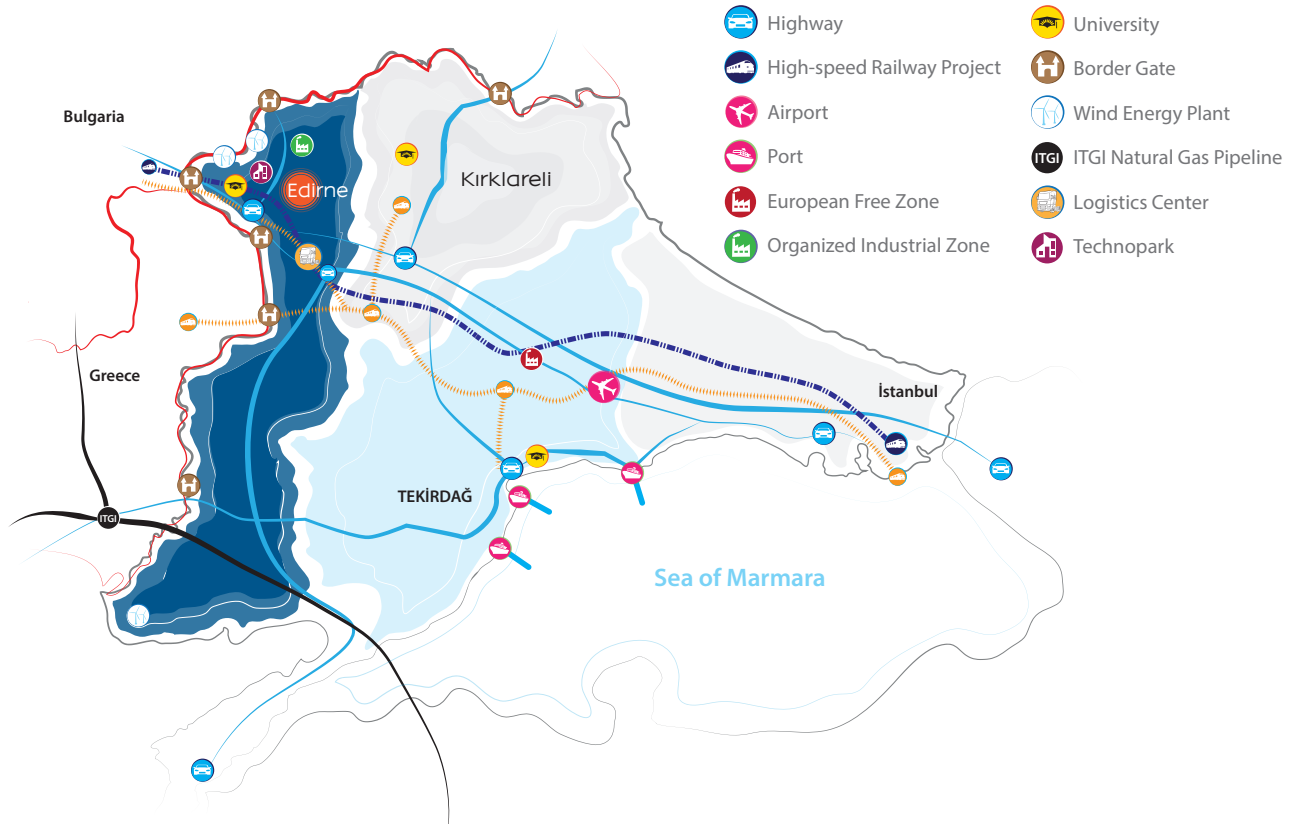 Highway
High-speed Railway Project
Airport
Port
European Free Zone
Organized Industrial Zone
University
Border Gate
Wind Energy Plant
ITGI
ITGI Natural Gas Pipeline
Logistics Center
Technopark
Bulgaria
Edirne
Kırklareli
Greece
İstanbul
TEKİRDAĞ
ITGI
Sea of Marmara